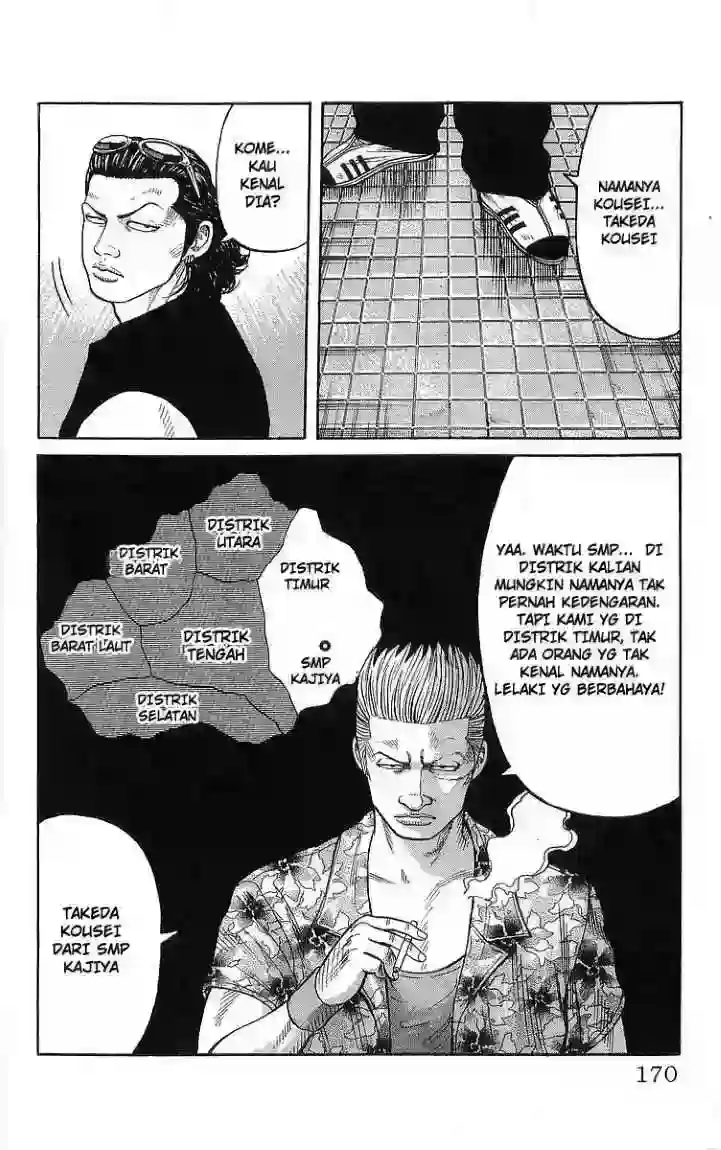 NAMANYA
KOUSEI...
TAKEDA
KOUSEI
KOME...
KAU
KENAL
DIA?
YAA. WAKTU SMP... DI
DISTRIK KALIAN
MUNGKIN NAMANYA TAK
PERNAH KEDENGARAN.
TAPI KAMI YG DI
DISTRIK TIMUR, TAK
ADA ORANG YG TAK
KENAL NAMANYA.
LELAKI YG BERBAHAYA!
DISTRIK
UTARA
DISTRIK
BARAT
DISTRIK
TIMUR
DISTRIK
BARAT LAUT
DISTRIK
TENGAH
SMP
KAJIYA
DISTRIK
SELATAN
TAKEDA
KOUSEI
DARI SMP
KAJIYA
170